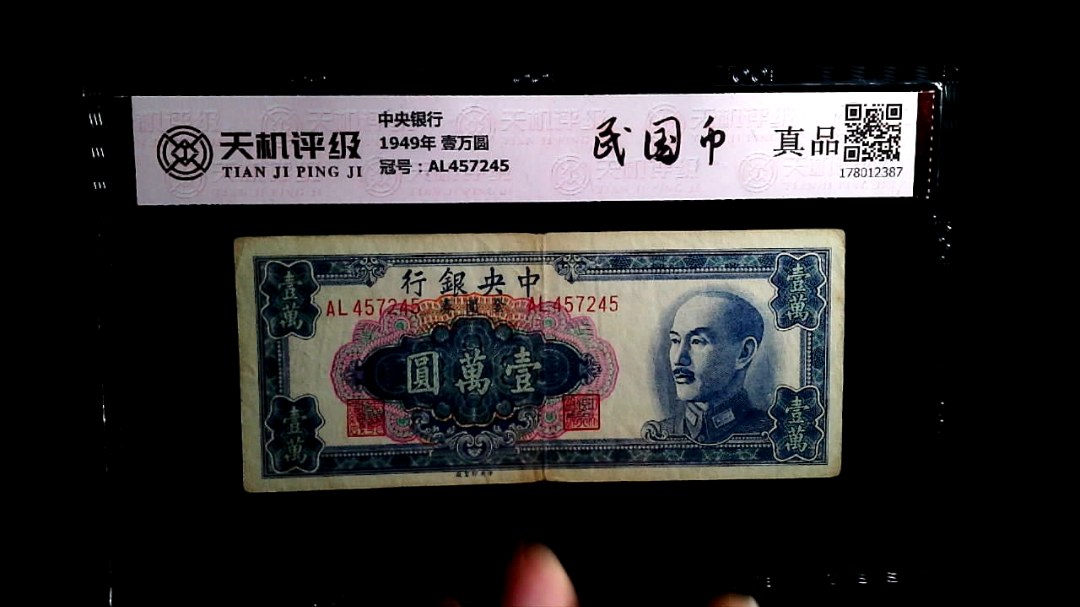 天机评级
TIAN JI PING JI
中央银行
1949年 壹万圆
冠号：AL457245
民国币
真品
178012387
行銀央中
AL 457245
AL 457245
圓萬壹
壹萬
壹萬
壹萬
壹萬